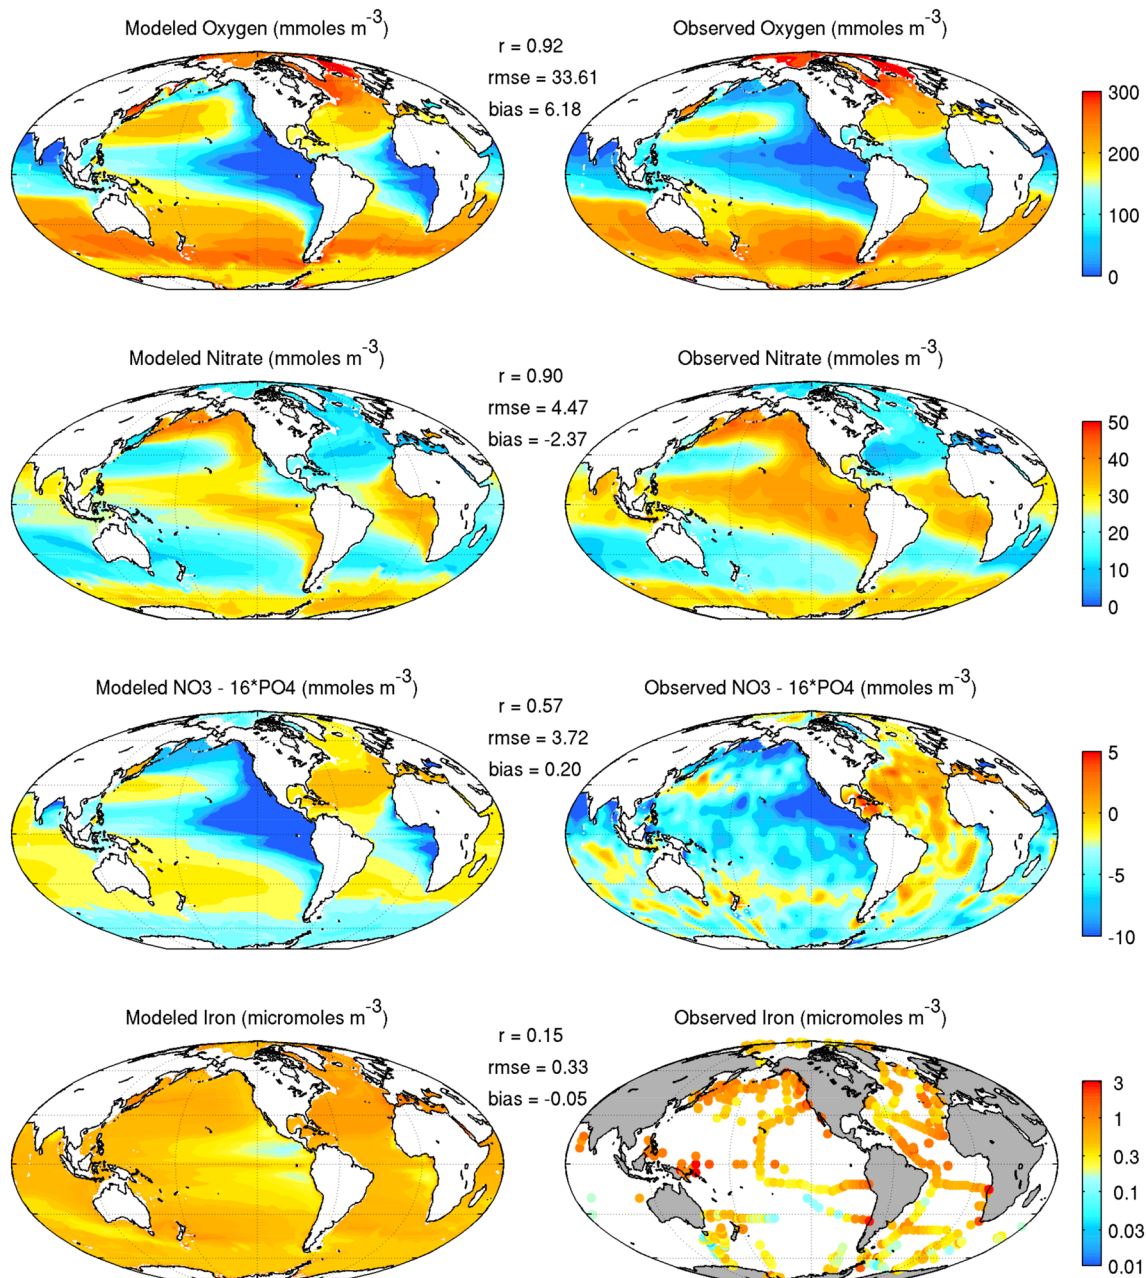 Modeled Oxygen (mmoles m-3)
r = 0.92
rmse = 33.61
bias = 6.18
Observed Oxygen (mmoles m-3)
300
200
100
0
Modeled Nitrate (mmoles m-3)
r = 0.90
rmse = 4.47
bias = -2.37
Observed Nitrate (mmoles m-3)
50
40
30
20
10
0
Modeled NO3 - 16*PO4 (mmoles m-3)
r = 0.57
rmse = 3.72
bias = 0.20
Observed NO3 - 16*PO4 (mmoles m-3)
5
0
-5
-10
Modeled Iron (micromoles m-3)
r = 0.15
rmse = 0.33
bias = -0.05
Observed Iron (micromoles m-3)
3
1
0.3
0.1
0.03
0.01